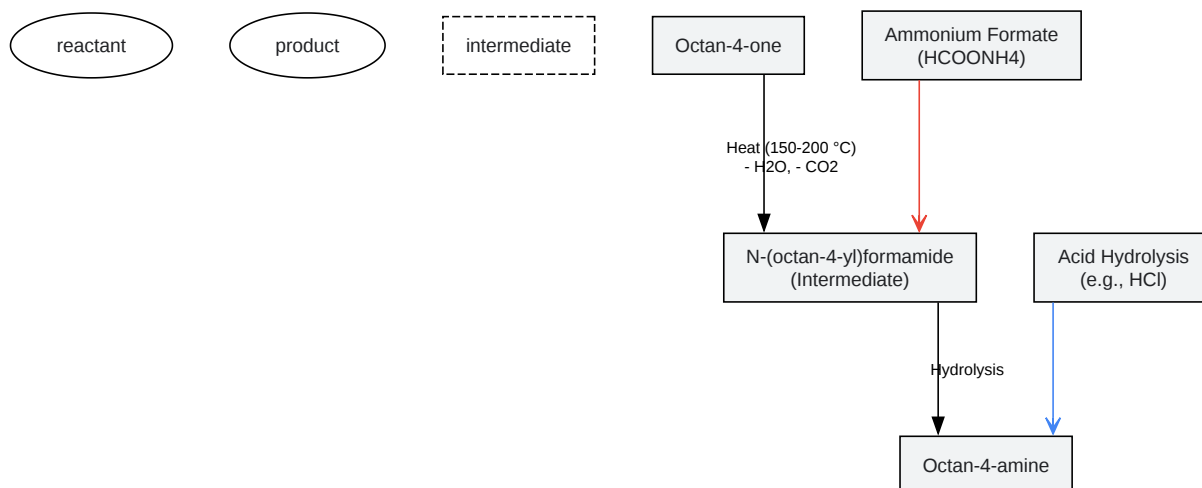 reactant
product
intermediate
Octan-4-one
Ammonium Formate
(HCOONH4)
Heat (150-200 °C)
- H2O, - CO2
N-(octan-4-yl)formamide
(Intermediate)
Acid Hydrolysis
(e.g., HCl)
Hydrolysis
Octan-4-amine